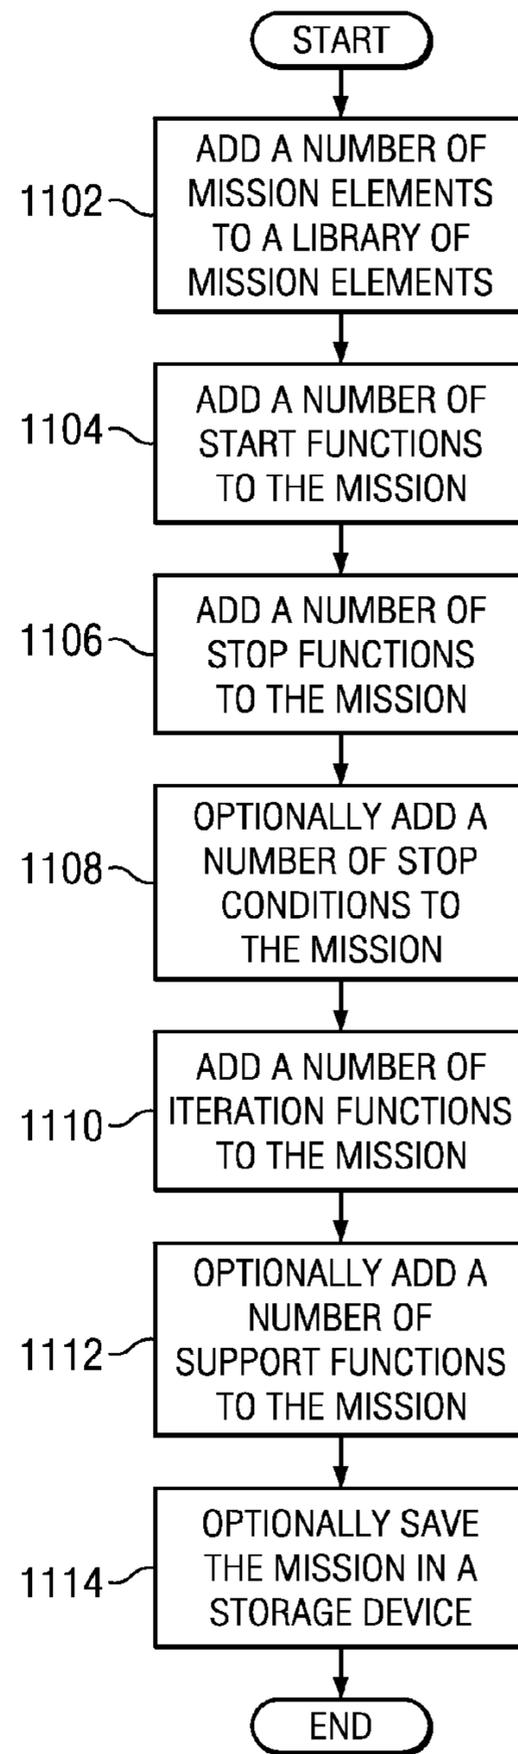 START
1102
ADD A NUMBER OF
MISSION ELEMENTS
TO A LIBRARY OF
MISSION ELEMENTS
1104
ADD A NUMBER OF
START FUNCTIONS
TO THE MISSION
1106
ADD A NUMBER OF
STOP FUNCTIONS
TO THE MISSION
1108
OPTIONALLY ADD A
NUMBER OF STOP
CONDITIONS TO
THE MISSION
1110
ADD A NUMBER OF
ITERATION FUNCTIONS
TO THE MISSION
1112
OPTIONALLY ADD A
NUMBER OF
SUPPORT FUNCTIONS
TO THE MISSION
1114
OPTIONALLY SAVE
THE MISSION IN A
STORAGE DEVICE
END